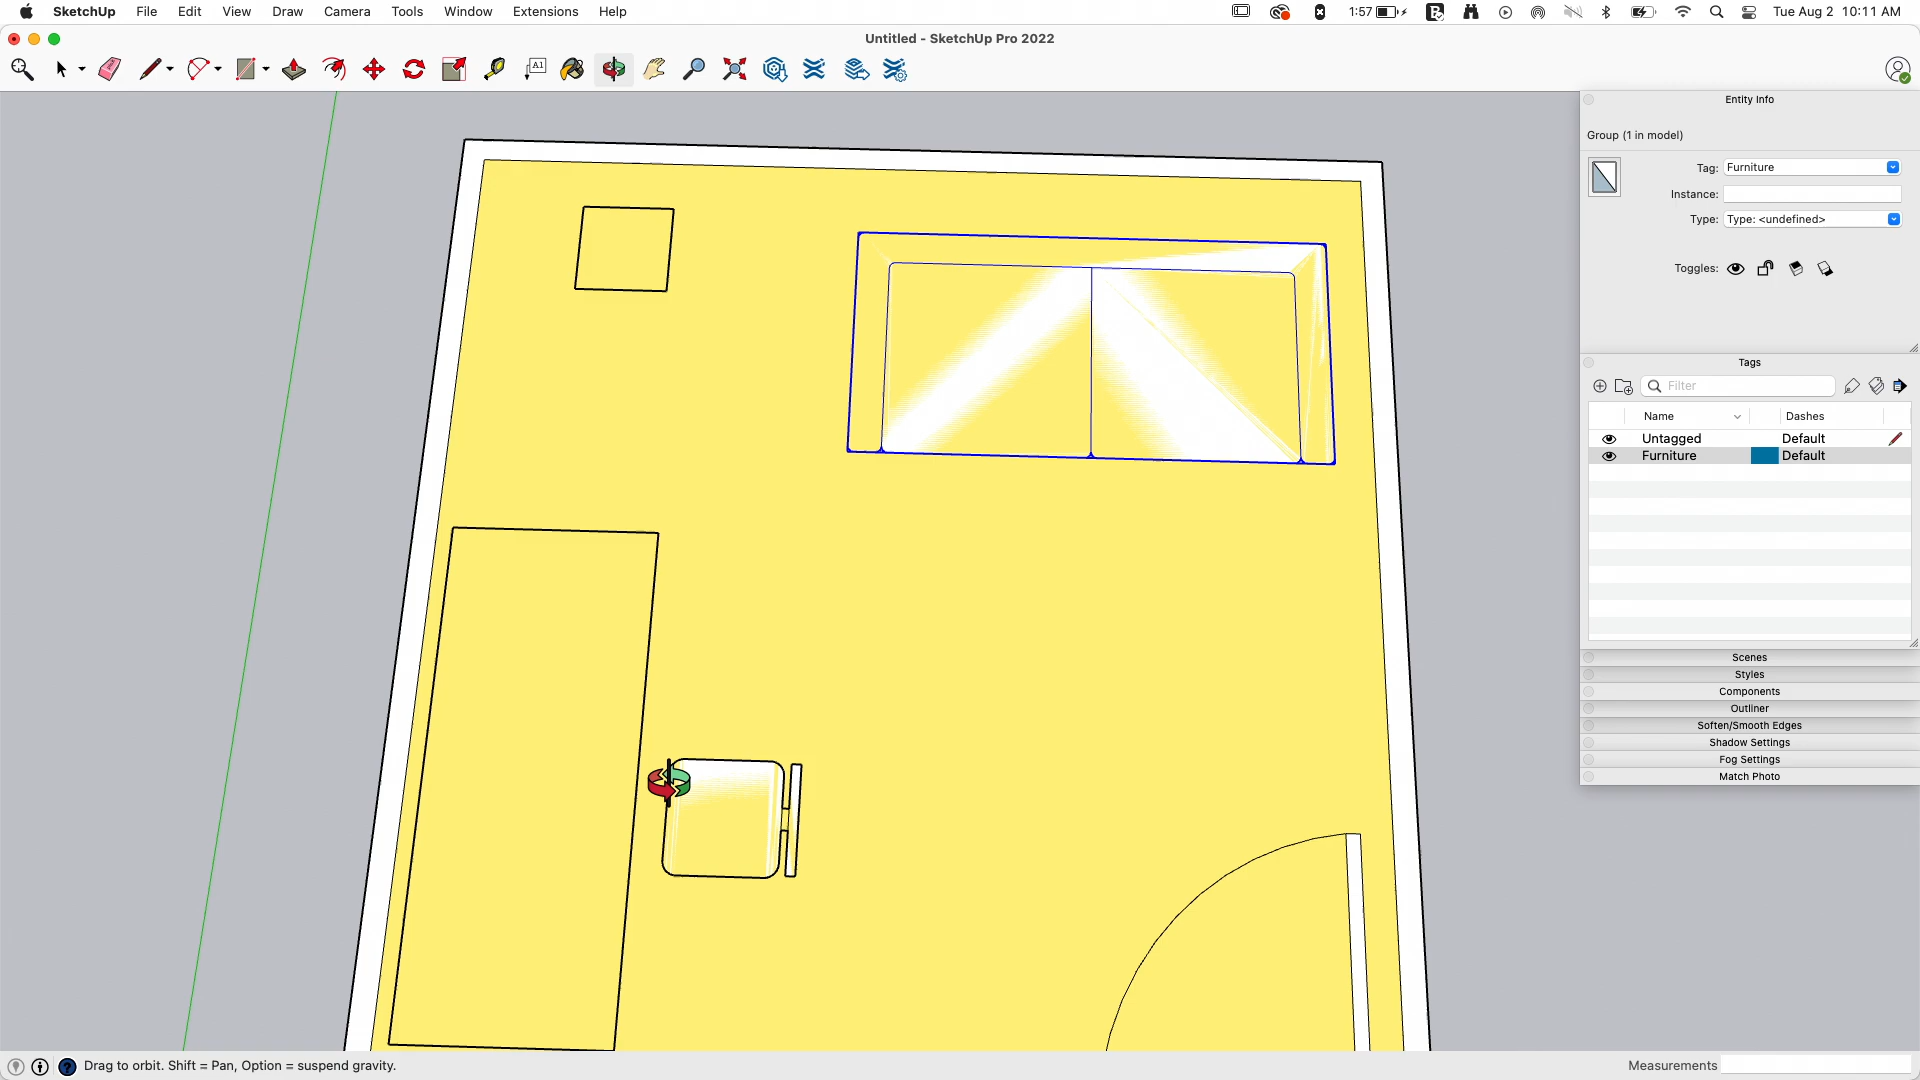 SketchUp File Edit View Draw Camera Tools Window Extensions Help 1:57 Tue Aug 2 10:11 AM
Untitled - SketchUp Pro 2022
A1
Entity Info
Group (1 in model)
Tag: Furniture
Instance:
Type: Type: <undefined>
Toggles:
Tags
Filter
Name Dashes
Untagged Default
Furniture Default
Scenes
Styles
Components
Outliner
Soften/Smooth Edges
Shadow Settings
Fog Settings
Match Photo
Drag to orbit. Shift = Pan, Option = suspend gravity. Measurements